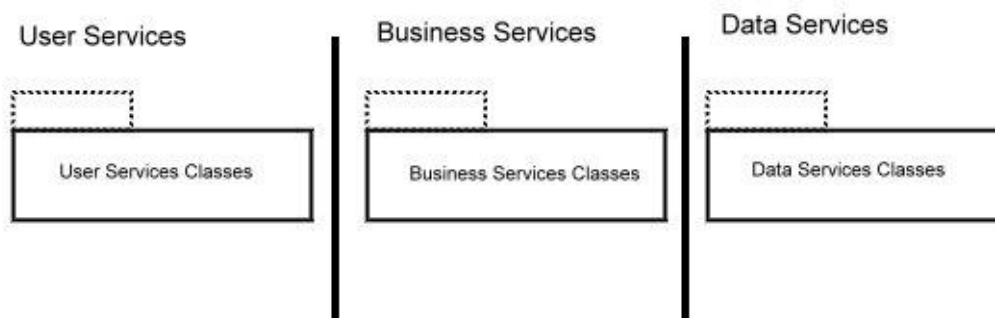 User Services
Business Services
Data Services
User Services Classes
Business Services Classes
Data Services Classes